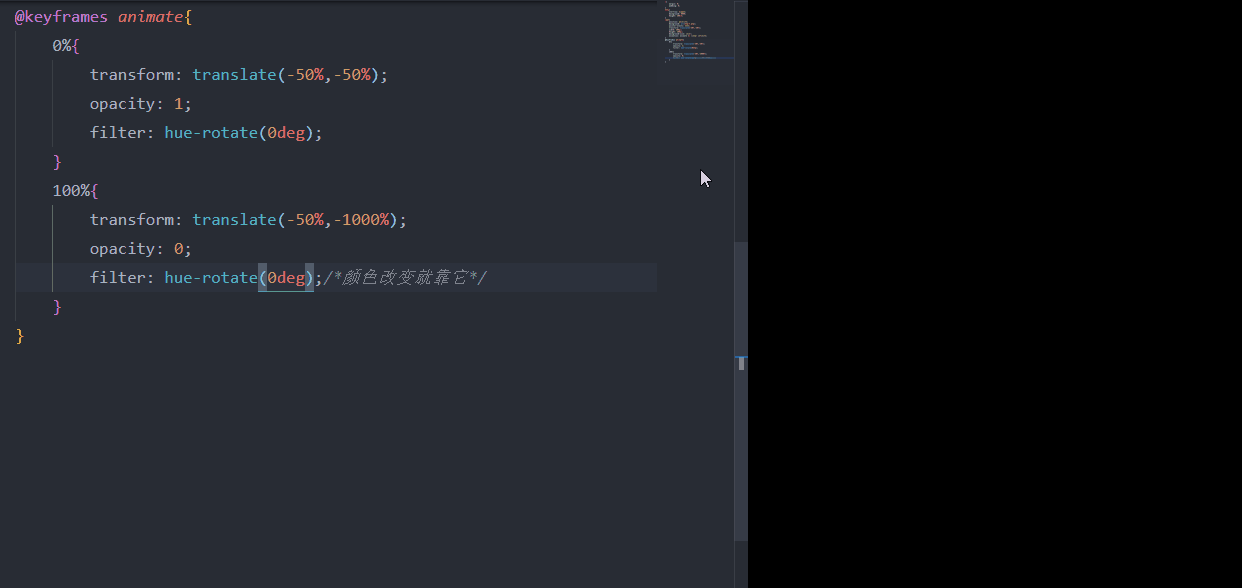 @keyframes animate{
0%{
transform: translate(-50%,-50%);
opacity: 1;
filter: hue-rotate(0deg);
}
100%{
transform: translate(-50%,-1000%);
opacity: 0;
filter: hue-rotate(0deg);/*颜色改变就靠它*/
}
}